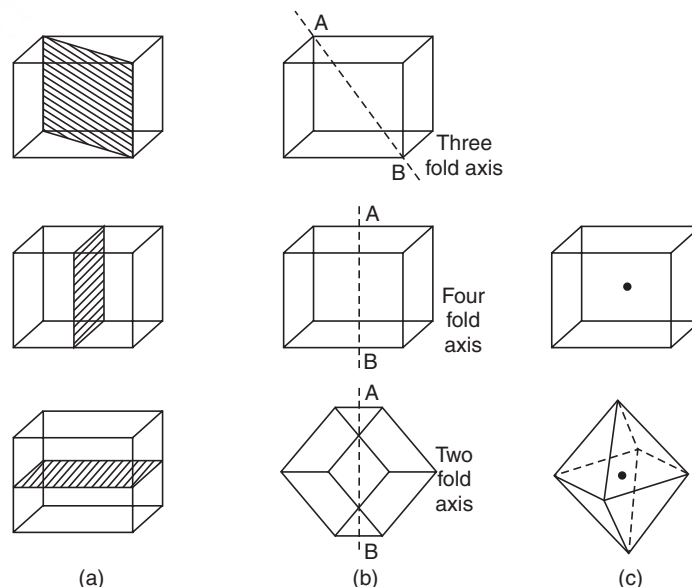 A
Three
fold axis
B
A
Four
fold
axis
B
A
Two
fold
axis
B
(a)
(b)
(c)